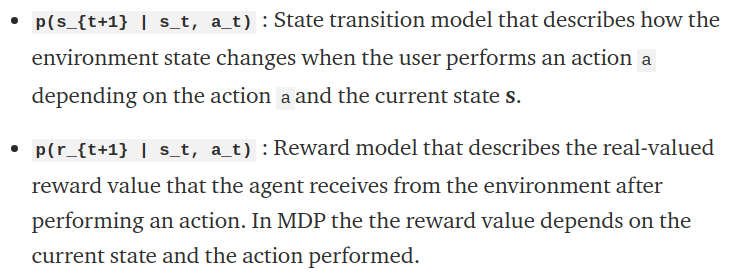 • p(s_{t+1} | s_t, a_t) : State transition model that describes how the
environment state changes when the user performs an action a
depending on the action a and the current state s.
• p(r_{t+1} | s_t, a_t) : Reward model that describes the real-valued
reward value that the agent receives from the environment after
performing an action. In MDP the the reward value depends on the
current state and the action performed.